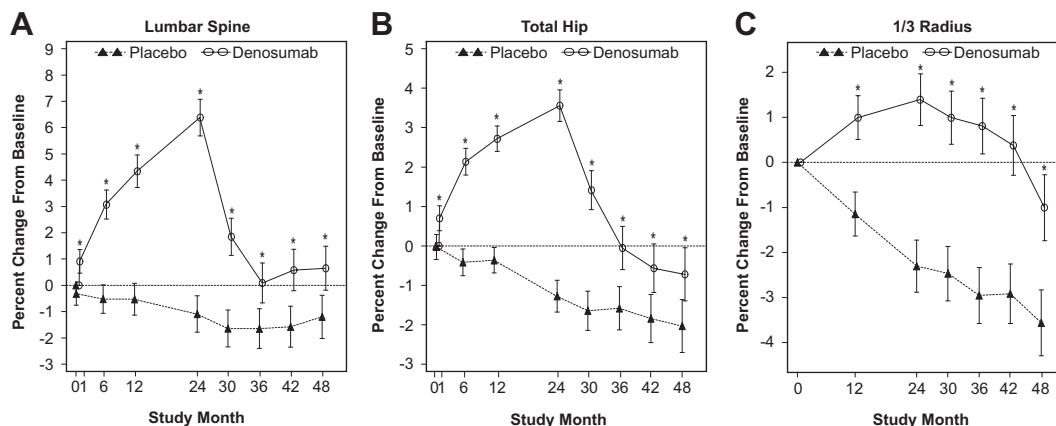 A
Lumbar Spine
Placebo
Denosumab
Percent Change From Baseline
9
8
7
6
5
4
3
2
1
0
-1
-2
-3
* * * * * * * *
01 6 12 24 30 36 42 48
Study Month
B
Total Hip
Placebo
Denosumab
Percent Change From Baseline
5
4
3
2
1
0
-1
-2
-3
* * * * * * * *
01 6 12 24 30 36 42 48
Study Month
C
1/3 Radius
Placebo
Denosumab
Percent Change From Baseline
2
1
0
-1
-2
-3
-4
* * * * * *
0 12 24 30 36 42 48
Study Month